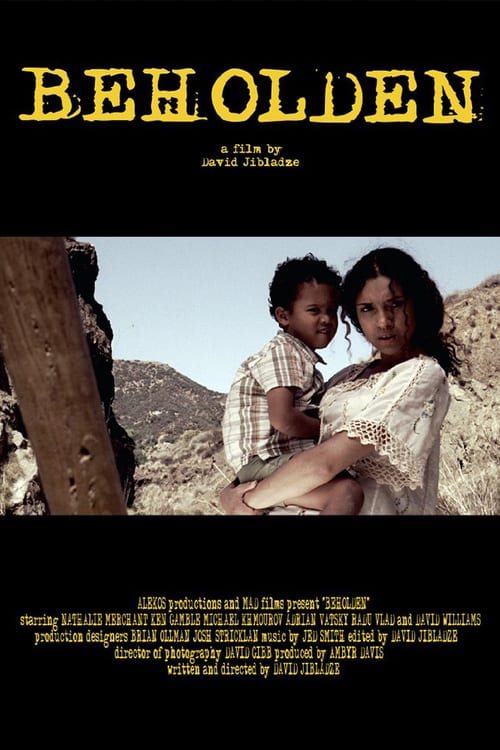 BEHOLDEN
a film by
David Jibladze
ALEKOS productions and MAD films present "BEHOLDEN"
starring NATHALIE MERCHANT KEN GAMBLE MICHAEL KHMOUROV ADRIAN VATSKY RADU VLAD and DAVID WILLIAMS
production designers BRIAN OLLMAN JOSH STRICKLAN music by JED SMITH edited by DAVID JIBLADZE
director of photography DAVID GIBB produced by AMBYR DAVIS
written and directed by DAVID JIBLADZE